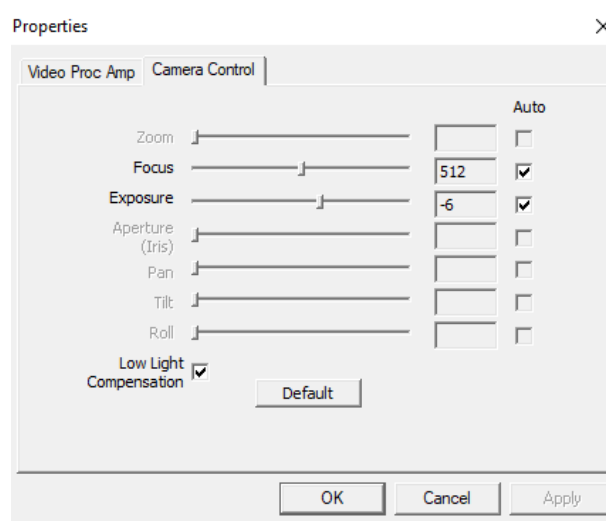 Properties
Video Proc Amp
Camera Control
Auto
Zoom
Focus 512
Exposure -6
Aperture
(Iris)
Pan
Tilt
Roll
Low Light
Compensation
Default
OK Cancel Apply